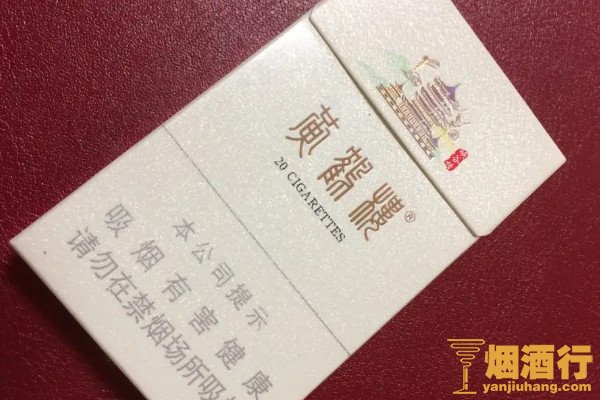 黄鹤楼®
20 CIGARETTES
本公司提示
吸烟有害健康
请勿在禁烟场所吸
烟酒行
yanjiuhang.com